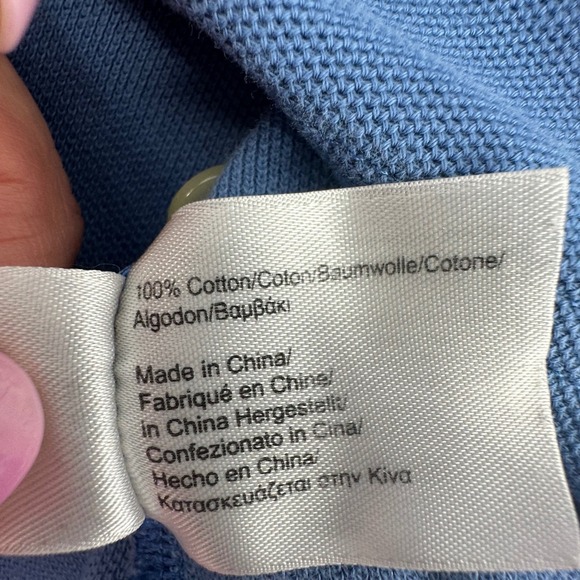 100% Cotton/Coton/Baumwolle/Cotone/
Algodon/Βαμβάκι
Made in China/
Fabriqué en Chine/
in China Hergestellt/
Confezionato in Cina/
Hecho en China/
Κατασκευάζεται στην Κίνα